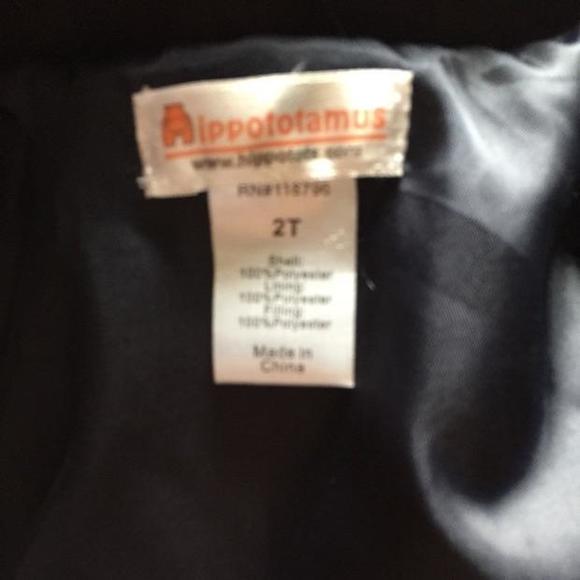 Hippototamus
www.hippotots.com
RN#118796
2T
Shell:
100%Polyester
Lining:
100%Polyester
Filling:
100%Polyester
Made in
China